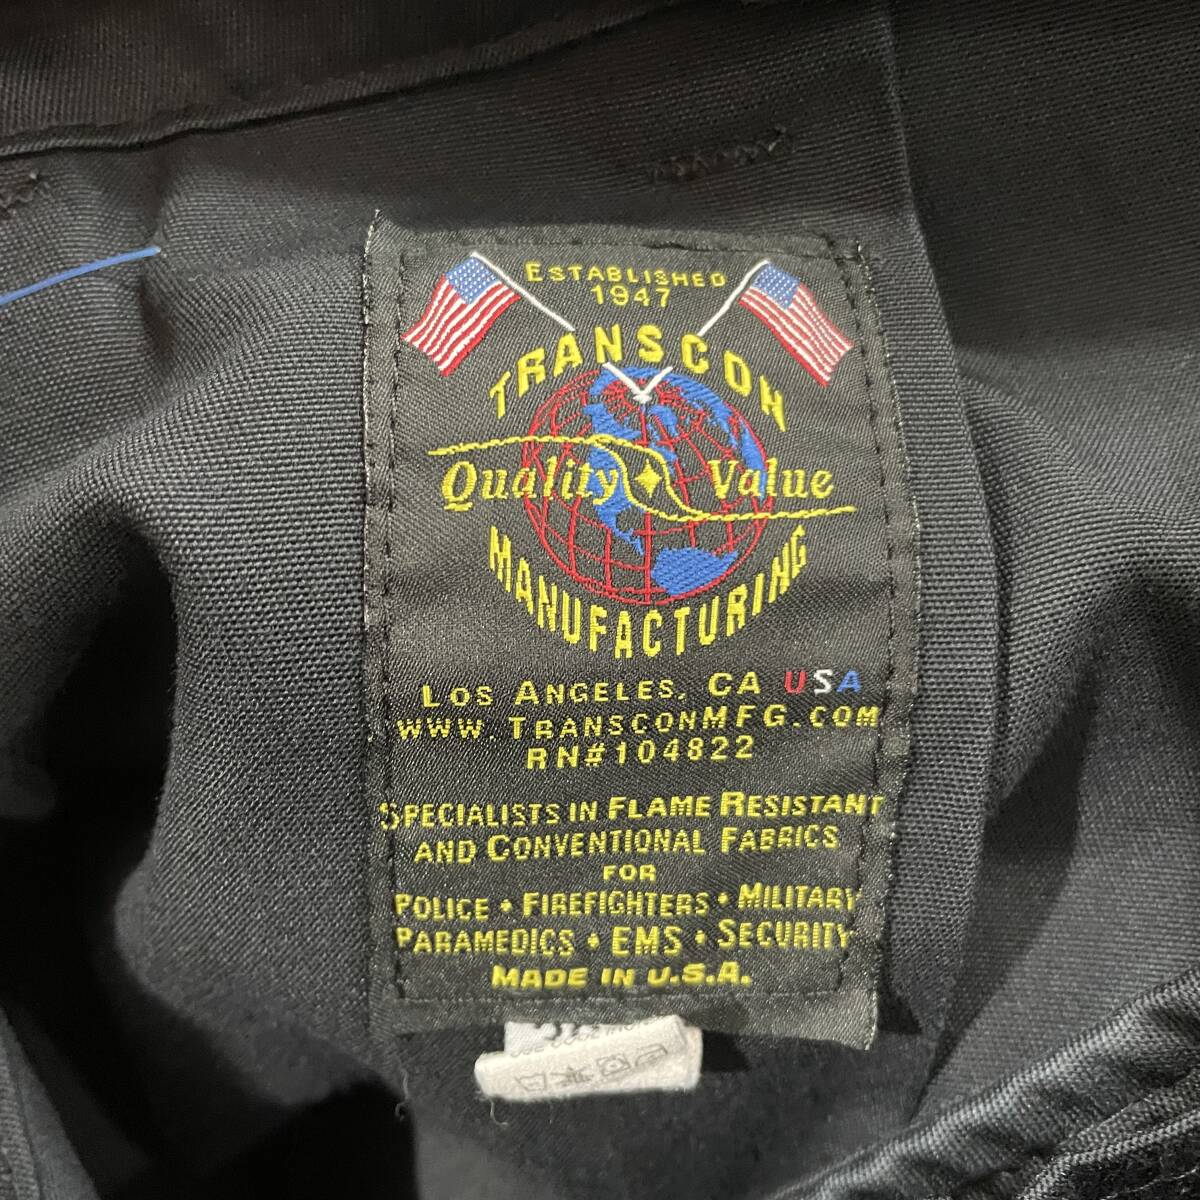 ESTABLISHED
1947
TRANSCON
Quality Value
MANUFACTURING
LOS ANGELES, CA USA
WWW.TRANSCONMFG.COM
RN#104822
SPECIALISTS IN FLAME RESISTANT
AND CONVENTIONAL FABRICS
FOR
POLICE • FIREFIGHTERS • MILITARY
PARAMEDICS • EMS • SECURITY
MADE IN U.S.A.